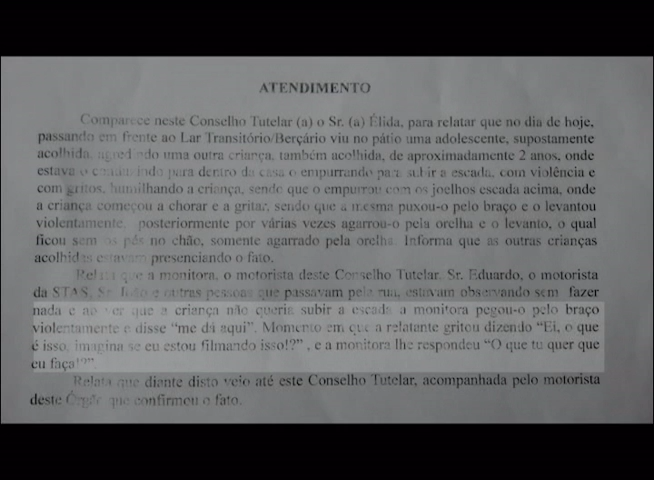 ATENDIMENTO
Comparece neste Conselho Tutelar (a) o Sr. (a) Élida, para relatar que no dia de hoje,
passando em frente ao Lar Transitório/Berçário viu no pátio uma adolescente, supostamente
acolhida, agredindo uma outra criança, também acolhida, de aproximadamente 2 anos, onde
estava o conduzindo para dentro da casa o empurrando para subir a escada, com violência e
com gritos, humilhando a criança, sendo que o empurrou com os joelhos escada acima, onde
a criança começou a chorar e a gritar, sendo que a mesma puxou-o pelo braço e o levantou
violentamente, posteriormente por várias vezes agarrou-o pela orelha e o levanto, o qual
ficou sem os pés no chão, somente agarrado pela orelha. Informa que as outras crianças
acolhidas estavam presenciando o fato.
Relata que a monitora, o motorista deste Conselho Tutelar, Sr. Eduardo, o motorista
da STAS, Sr. João e outras pessoas que passavam pela rua, estavam observando sem fazer
nada e ao ver que a criança não queria subir a escada a monitora pegou-o pelo braço
violentamente e disse “me dá aqui”. Momento em que a relatante gritou dizendo “Ei, o que
é isso, imagina se eu estou filmando isso!?” , e a monitora lhe respondeu “O que tu quer que
eu faça!?”.
Relata que diante disto veio até este Conselho Tutelar, acompanhada pelo motorista
deste Órgão que confirmou o fato.